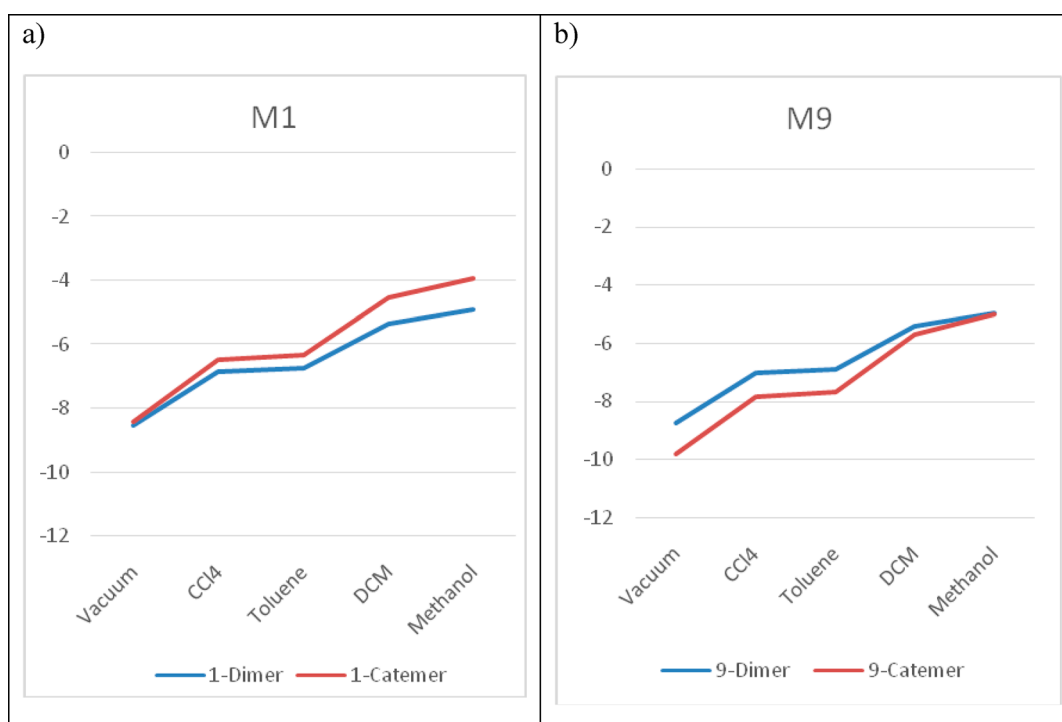 a)
M1
0
-2
-4
-6
-8
-10
-12
Vacuum
CCl4
Toluene
DCM
Methanol
1-Dimer
1-Catemer
b)
M9
0
-2
-4
-6
-8
-10
-12
Vacuum
CCl4
Toluene
DCM
Methanol
9-Dimer
9-Catemer